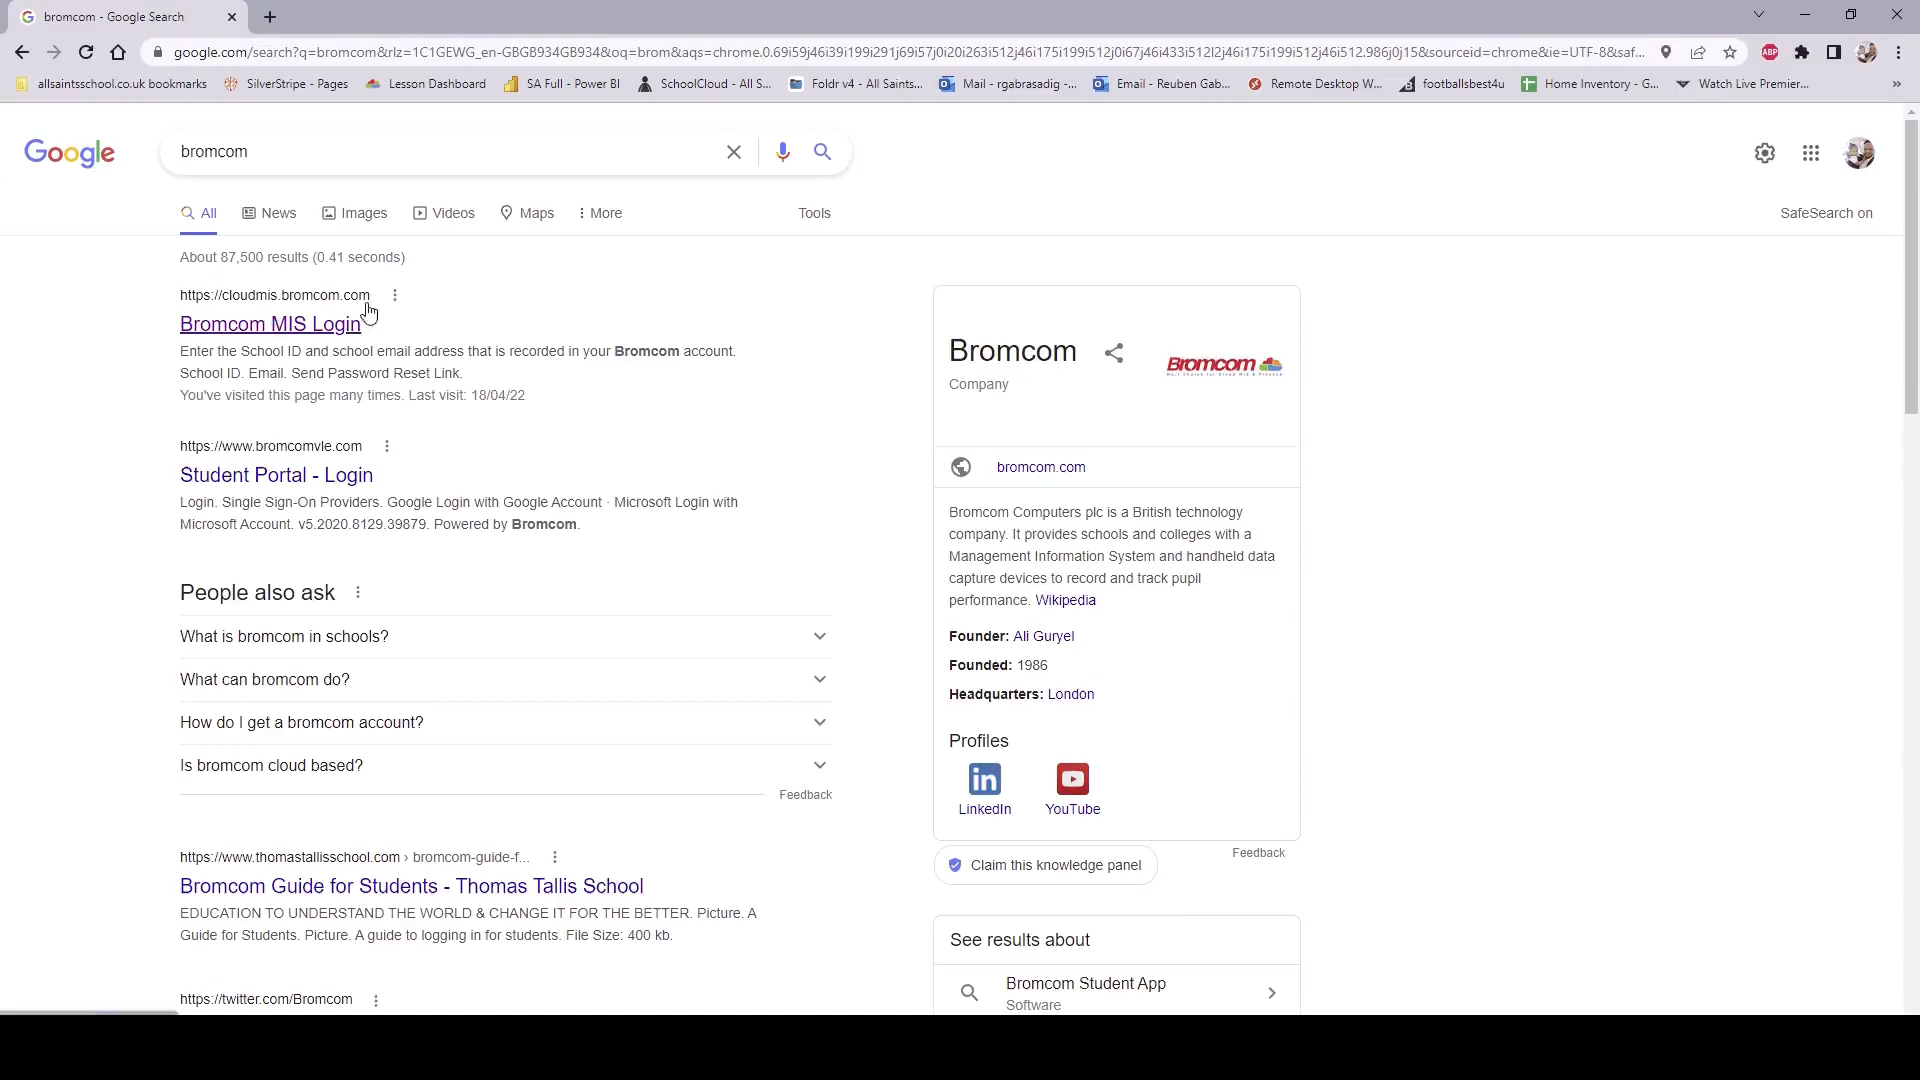 bromcom - Google Search
google.com/search?q=bromcom&rlz=1C1GEWG_en-GBGB934GB934&oq=brom&aqs=chrome.0.69i59j46i39i199i291j69i57j0i20i263i512j46i175i199i512j0i67j46i433i512l2j46i175i199i512j46i512.986j0j15&sourceid=chrome&ie=UTF-8&saf...
ABP
allsaintsschool.co.uk bookmarks
SilverStripe - Pages
Lesson Dashboard
SA Full - Power BI
SchoolCloud - All S...
Foldr v4 - All Saints...
Mail - rgabrasadig -...
Email - Reuben Gab...
Remote Desktop W...
footballsbest4u
Home Inventory - G...
Watch Live Premier...
Google
bromcom
All
News
Images
Videos
Maps
More
Tools
SafeSearch on
About 87,500 results (0.41 seconds)
https://cloudmis.bromcom.com
Bromcom MIS Login
Enter the School ID and school email address that is recorded in your Bromcom account.
School ID. Email. Send Password Reset Link.
You've visited this page many times. Last visit: 18/04/22
https://www.bromcomvle.com
Student Portal - Login
Login. Single Sign-On Providers. Google Login with Google Account · Microsoft Login with
Microsoft Account. v5.2020.8129.39879. Powered by Bromcom.
People also ask
What is bromcom in schools?
What can bromcom do?
How do I get a bromcom account?
Is bromcom cloud based?
Feedback
https://www.thomastallisschool.com › bromcom-guide-f...
Bromcom Guide for Students - Thomas Tallis School
EDUCATION TO UNDERSTAND THE WORLD & CHANGE IT FOR THE BETTER. Picture. A
Guide for Students. Picture. A guide to logging in for students. File Size: 400 kb.
https://twitter.com/Bromcom
Bromcom
Company
Bromcom
bromcom.com
Bromcom Computers plc is a British technology
company. It provides schools and colleges with a
Management Information System and handheld data
capture devices to record and track pupil
performance. Wikipedia
Founder: Ali Guryel
Founded: 1986
Headquarters: London
Profiles
LinkedIn
YouTube
Feedback
Claim this knowledge panel
See results about
Bromcom Student App
Software